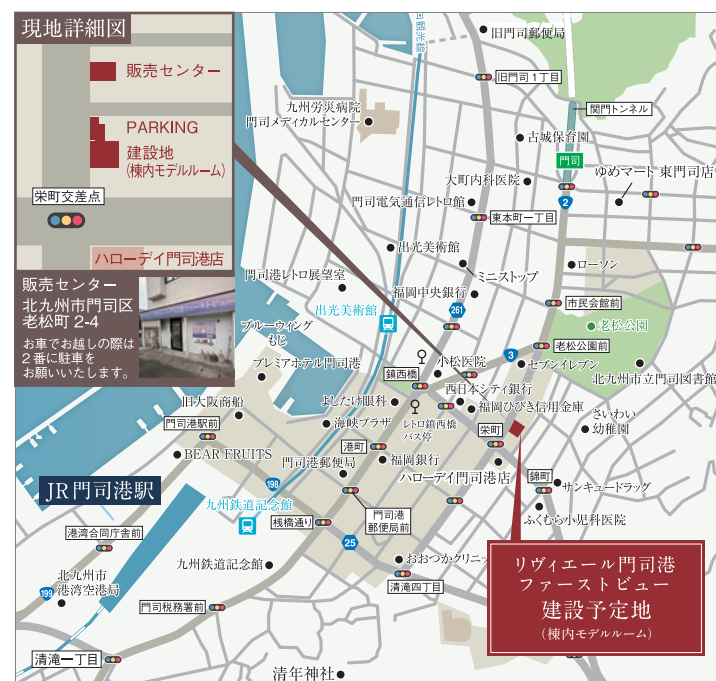 現地詳細図
販売センター
PARKING
建設地
(棟内モデルルーム)
栄町交差点
ハローデイ門司港店
販売センター
北九州市門司区
老松町 2-4
お車でお越しの際は
2番に駐車を
お願いいたします。
観光線
旧門司郵便局
旧門司1丁目
関門トンネル
九州労災病院
門司メディカルセンター
古城保育園
門司
ゆめマート 東門司店
大町内科医院
門司電気通信レトロ館
2
東本町一丁目
出光美術館
ミニストップ
ローソン
門司港レトロ展望室
福岡中央銀行
出光美術館
261
市民会館前
老松公園
ブルーウィング
もじ
老松公園前
3
小松医院
セブンイレブン
プレミアホテル門司港
鎮西橋
西日本シティ銀行
北九州市立門司図書館
よしたけ眼科
福岡ひびき信用金庫
旧大阪商船
レトロ鎮西橋
バス停
さいわい
幼稚園
門司港駅前
海峡プラザ
栄町
港町
BEAR FRUITS
門司港郵便局
福岡銀行
ハローデイ門司港店
錦町
サンキュードラッグ
JR門司港駅
198
九州鉄道記念館
門司港
郵便局前
ふくむら小児科医院
桟橋通り
港湾合同庁舎前
25
九州鉄道記念館
おおつかクリニッ
北九州市
港湾空港局
199
清滝四丁目
門司税務署前
リヴィエール門司港
ファーストビュー
建設予定地
(棟内モデルルーム)
清滝一丁目
清年神社